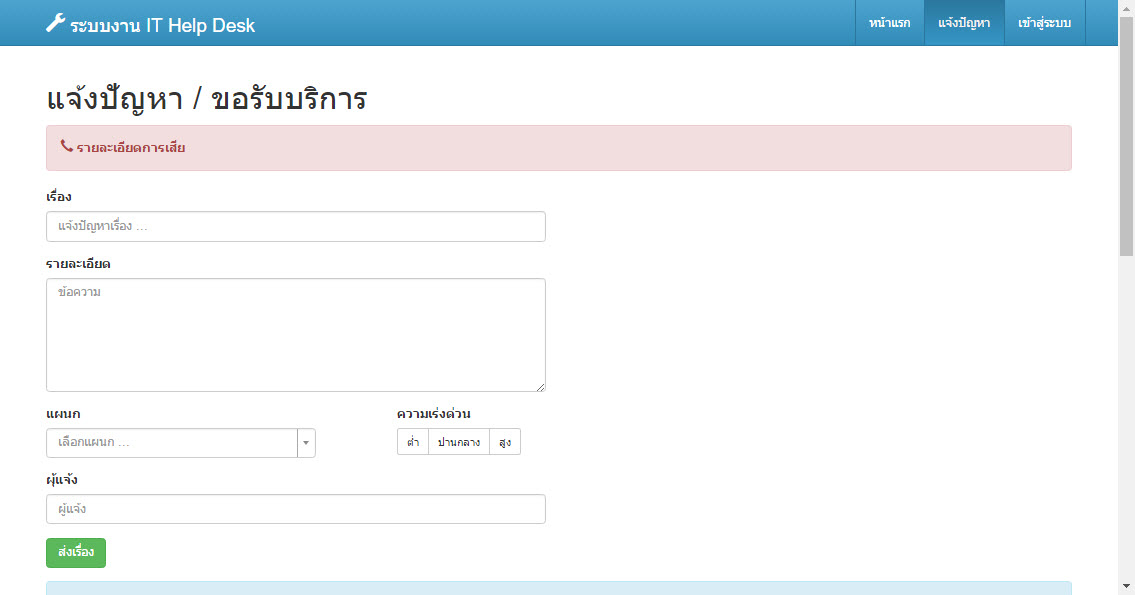 ระบบงาน IT Help Desk
หน้าแรก แจ้งปัญหา เข้าสู่ระบบ
แจ้งปัญหา / ขอรับบริการ
รายละเอียดการเสีย
เรื่อง
แจ้งปัญหาเรื่อง ...
รายละเอียด
ข้อความ
แผนก ความเร่งด่วน
เลือกแผนก ... ต่ำ ปานกลาง สูง
ผู้แจ้ง
ผู้แจ้ง
ส่งเรื่อง